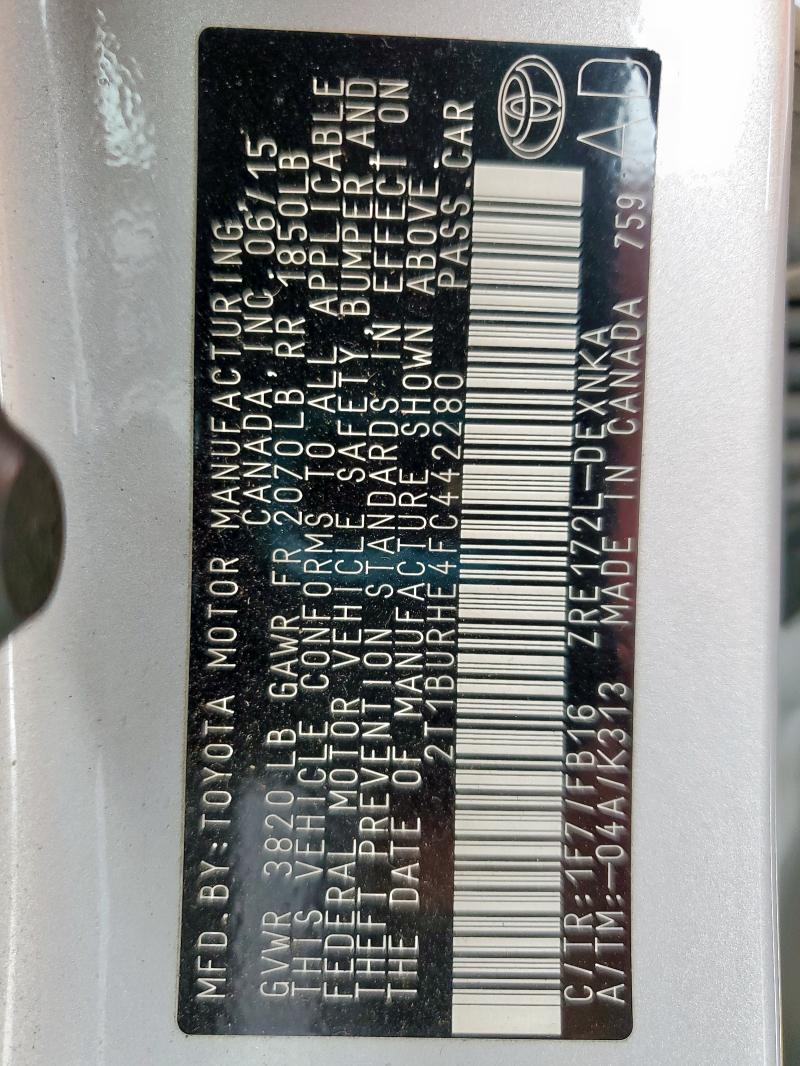 MFD.BY:TOYOTA MOTOR MANUFACTURING,
CANADA, INC. 06/15
GVWR 3820 LB GAWR FR 2070LB RR 1850LB
THIS VEHICLE CONFORMS TO ALL APPLICABLE
FEDERAL MOTOR VEHICLE SAFETY, BUMPER AND
THEFT PREVENTION STANDARDS IN EFFECT ON
THE DATE OF MANUFACTURE SHOWN ABOVE.
2T1BURHE4FC442280 PASS.CAR
C/TR: 1F7/FB16 ZRE172L-DEXNKA
A/TM:-04A/K313 MADE IN CANADA 759
AD